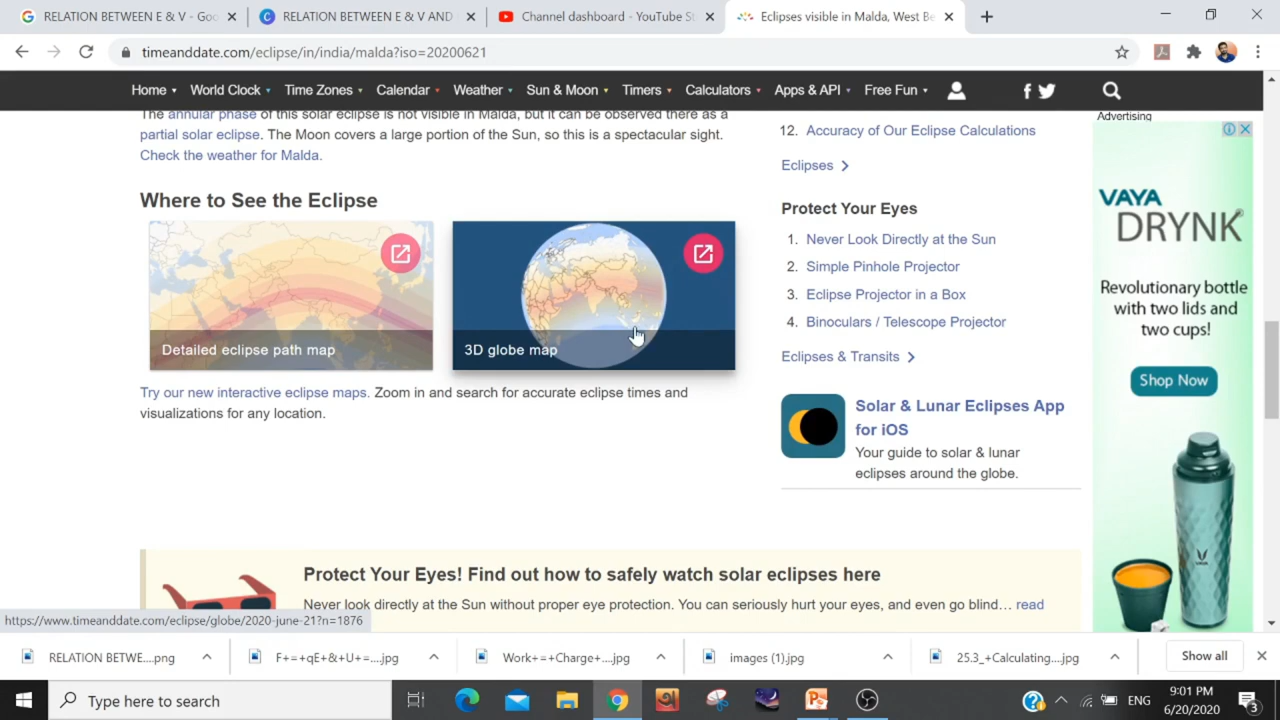 RELATION BETWEEN E & V - Goo
RELATION BETWEEN E & V AND
Channel dashboard - YouTube St
Eclipses visible in Malda, West Be
timeanddate.com/eclipse/in/india/malda?iso=20200621
Home World Clock Time Zones Calendar Weather Sun & Moon Timers Calculators Apps & API Free Fun
The annular phase of this solar eclipse is not visible in Malda, but it can be observed there as a
partial solar eclipse. The Moon covers a large portion of the Sun, so this is a spectacular sight.
Check the weather for Malda.
Where to See the Eclipse
Detailed eclipse path map
3D globe map
Try our new interactive eclipse maps. Zoom in and search for accurate eclipse times and
visualizations for any location.
12. Accuracy of Our Eclipse Calculations
Eclipses
Protect Your Eyes
1. Never Look Directly at the Sun
2. Simple Pinhole Projector
3. Eclipse Projector in a Box
4. Binoculars / Telescope Projector
Eclipses & Transits
Solar & Lunar Eclipses App
for iOS
Your guide to solar & lunar
eclipses around the globe.
Advertising
VAYA
DRYNK
Revolutionary bottle
with two lids and
two cups!
Shop Now
VAYA
Protect Your Eyes! Find out how to safely watch solar eclipses here
Never look directly at the Sun without proper eye protection. You can seriously hurt your eyes, and even go blind… read
https://www.timeanddate.com/eclipse/globe/2020-june-21?n=1876
RELATION BETWE....png
F+=+qE+&+U+=....jpg
Work+=+Charge+....jpg
images (1).jpg
25.3_+Calculating....jpg
Show all
Type here to search
ENG
9:01 PM
6/20/2020
3